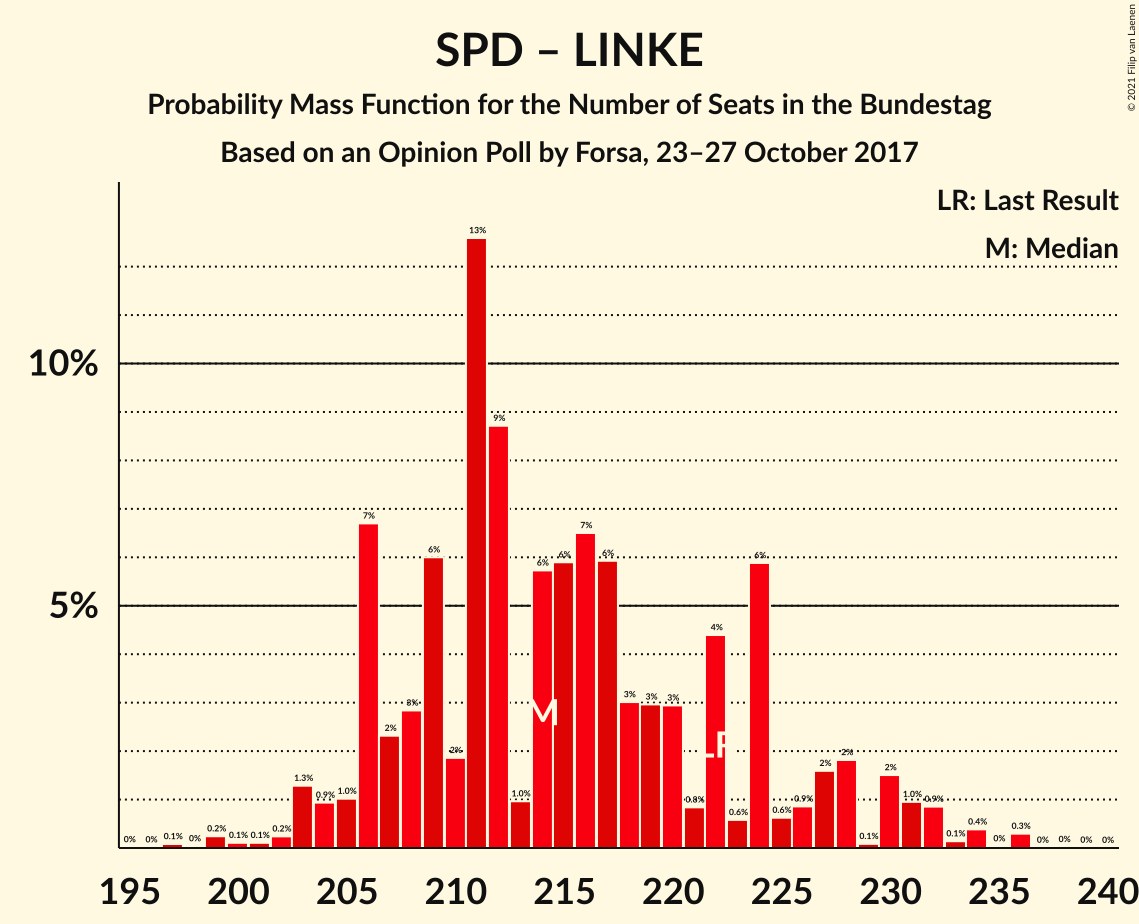 SPD – LINKE
Probability Mass Function for the Number of Seats in the Bundestag
Based on an Opinion Poll by Forsa, 23–27 October 2017
© 2021 Filip van Laenen
LR: Last Result
M: Median
10%
5%
0% 0% 0.1% 0% 0.2% 0.1% 0.1% 0.2% 1.3% 0.9% 1.0% 7% 2% 3% 6% 2% 13% 9% 1.0% 6% 6% 7% 6% 3% 3% 3% 0.8% 4% 0.6% 6% 0.6% 0.9% 2% 2% 0.1% 2% 1.0% 0.9% 0.1% 0.4% 0% 0.3% 0% 0% 0% 0%
M
LR
195 200 205 210 215 220 225 230 235 240